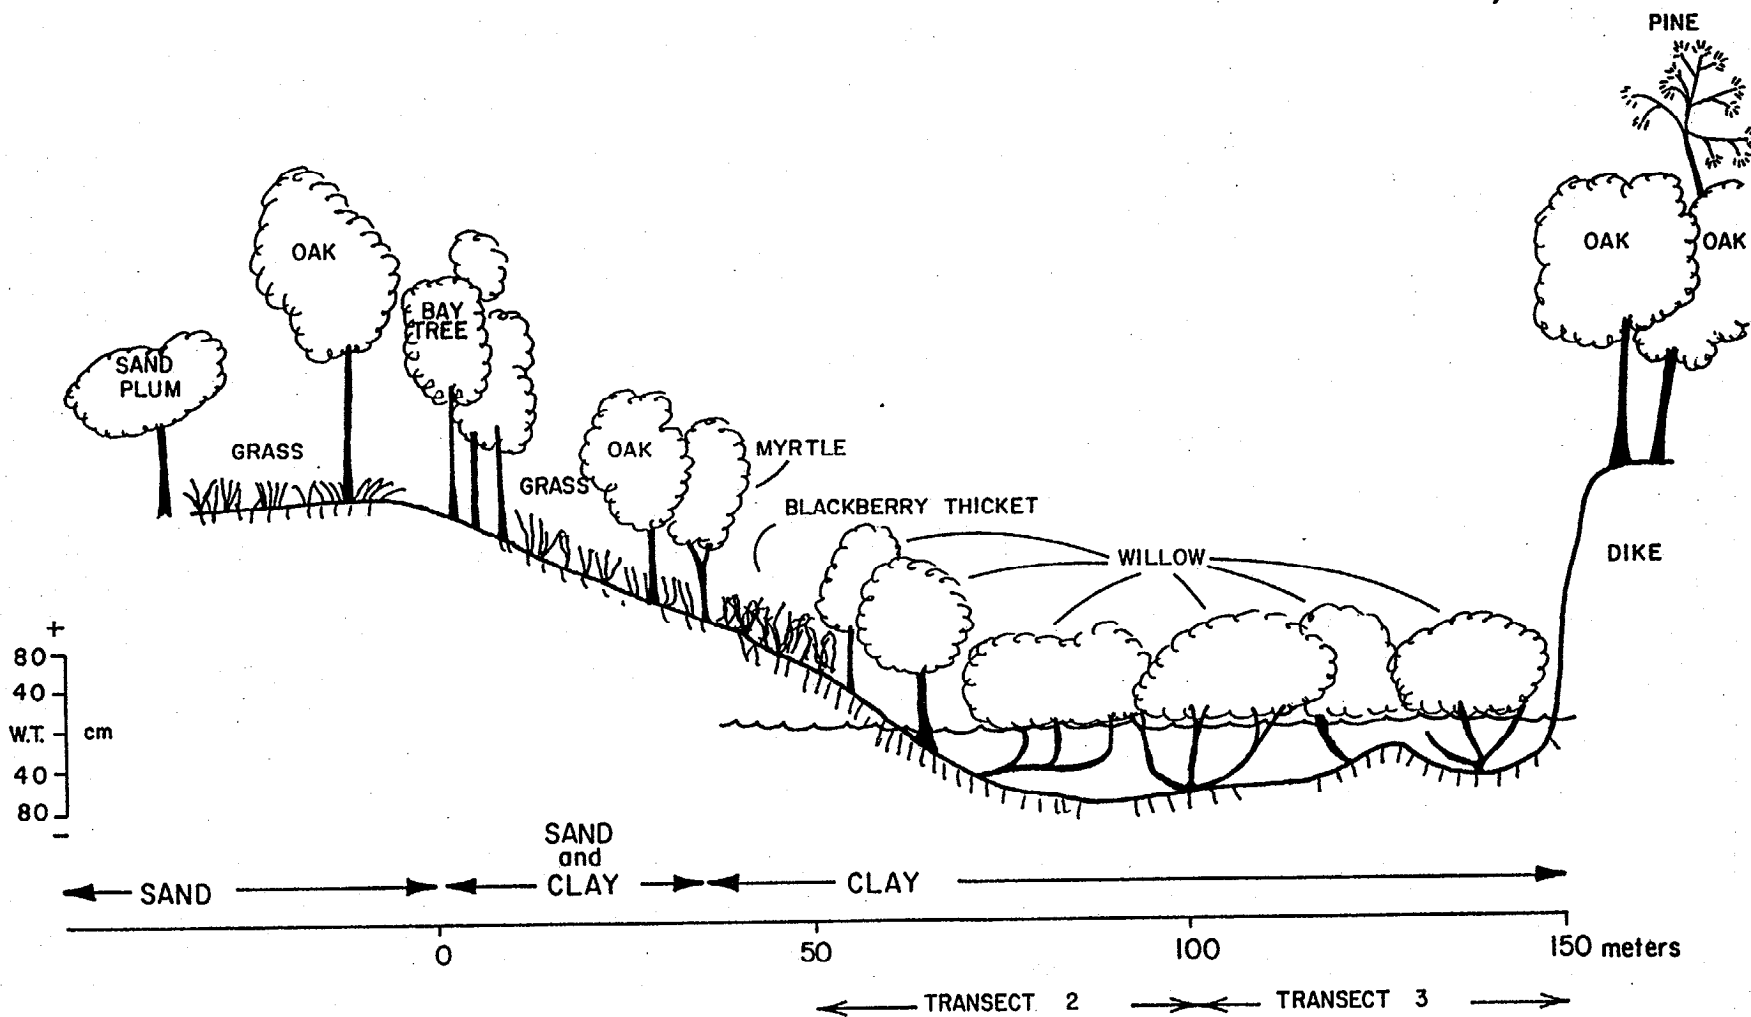 PINE
OAK
OAK
OAK
BAY
TREE
SAND
PLUM
GRASS
OAK
MYRTLE
GRASS
BLACKBERRY THICKET
WILLOW
DIKE
+
80
40
W.T. cm
40
80
−
SAND
and
SAND CLAY CLAY
0 50 100 150 meters
TRANSECT 2 TRANSECT 3